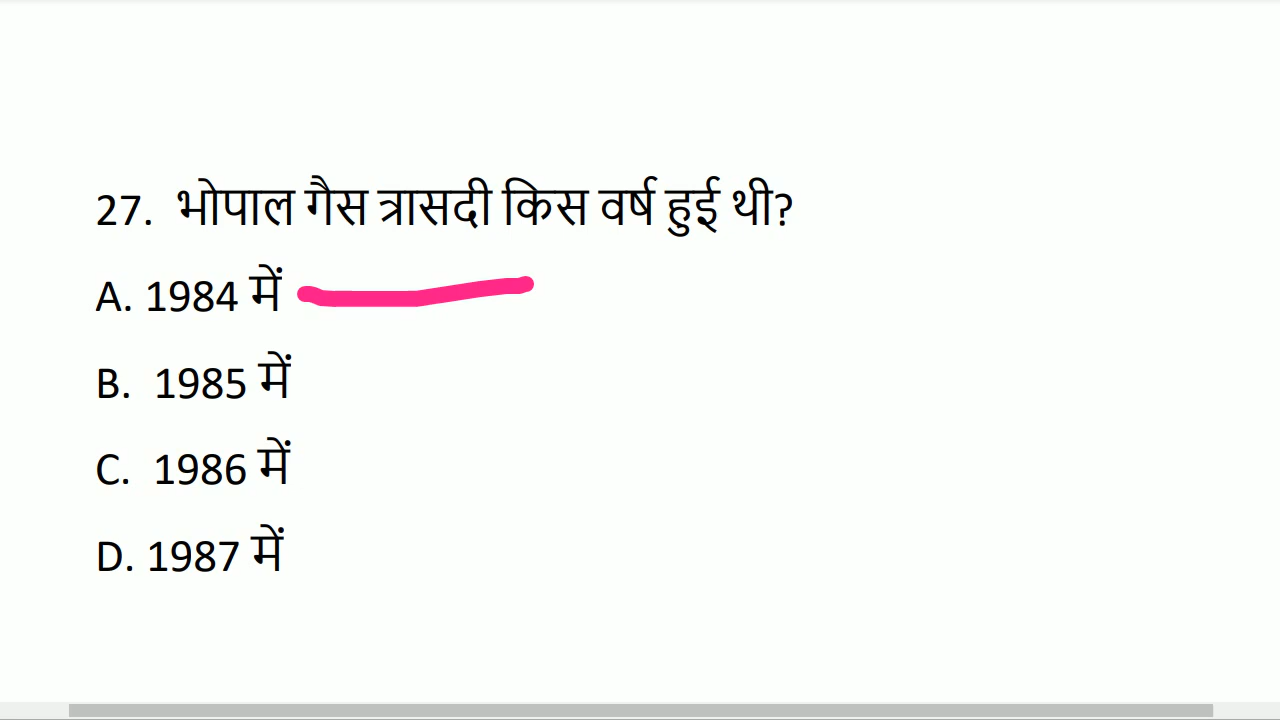 27. भोपाल गैस त्रासदी किस वर्ष हुई थी?
A. 1984 में
B. 1985 में
C. 1986 में
D. 1987 में